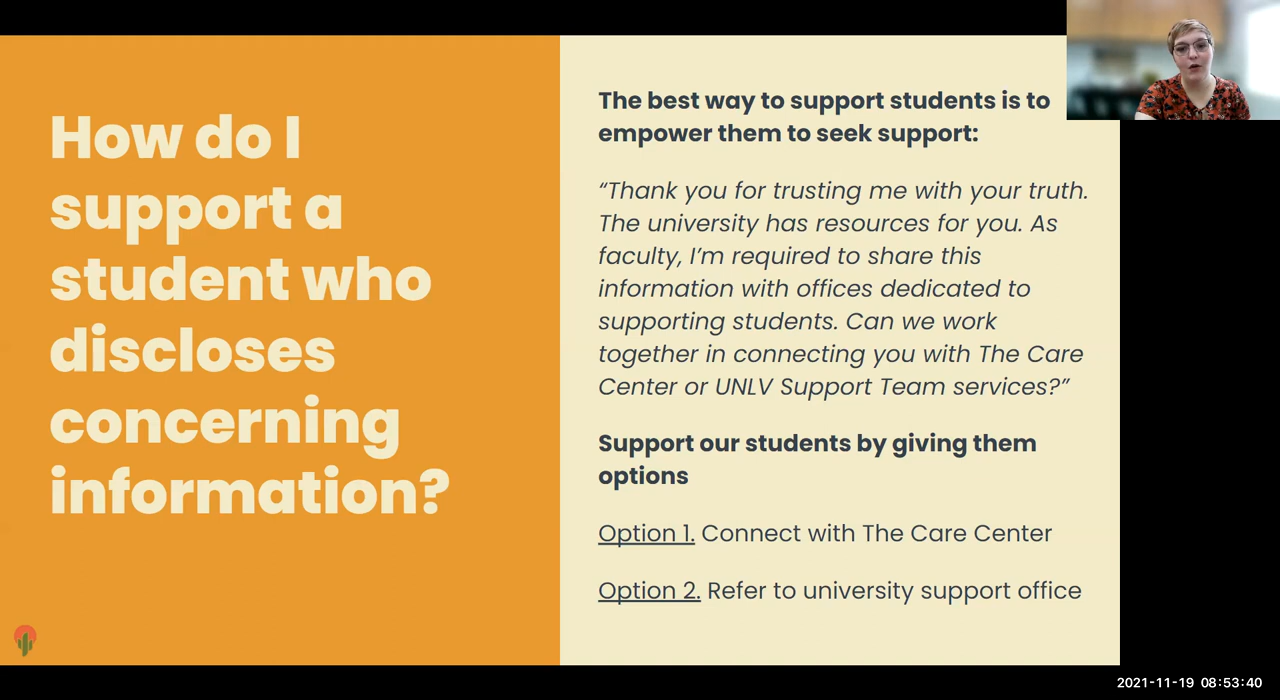 How do I
support a
student who
discloses
concerning
information?
The best way to support students is to
empower them to seek support:
“Thank you for trusting me with your truth.
The university has resources for you. As
faculty, I’m required to share this
information with offices dedicated to
supporting students. Can we work
together in connecting you with The Care
Center or UNLV Support Team services?”
Support our students by giving them
options
Option 1. Connect with The Care Center
Option 2. Refer to university support office
2021-11-19 08:53:40